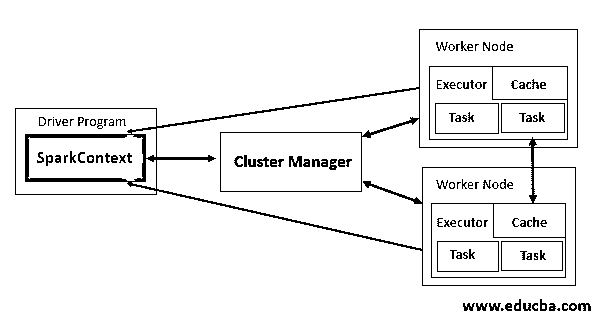 Driver Program
SparkContext
Cluster Manager
Worker Node
Executor Cache
Task Task
Worker Node
Executor Cache
Task Task
www.educba.com